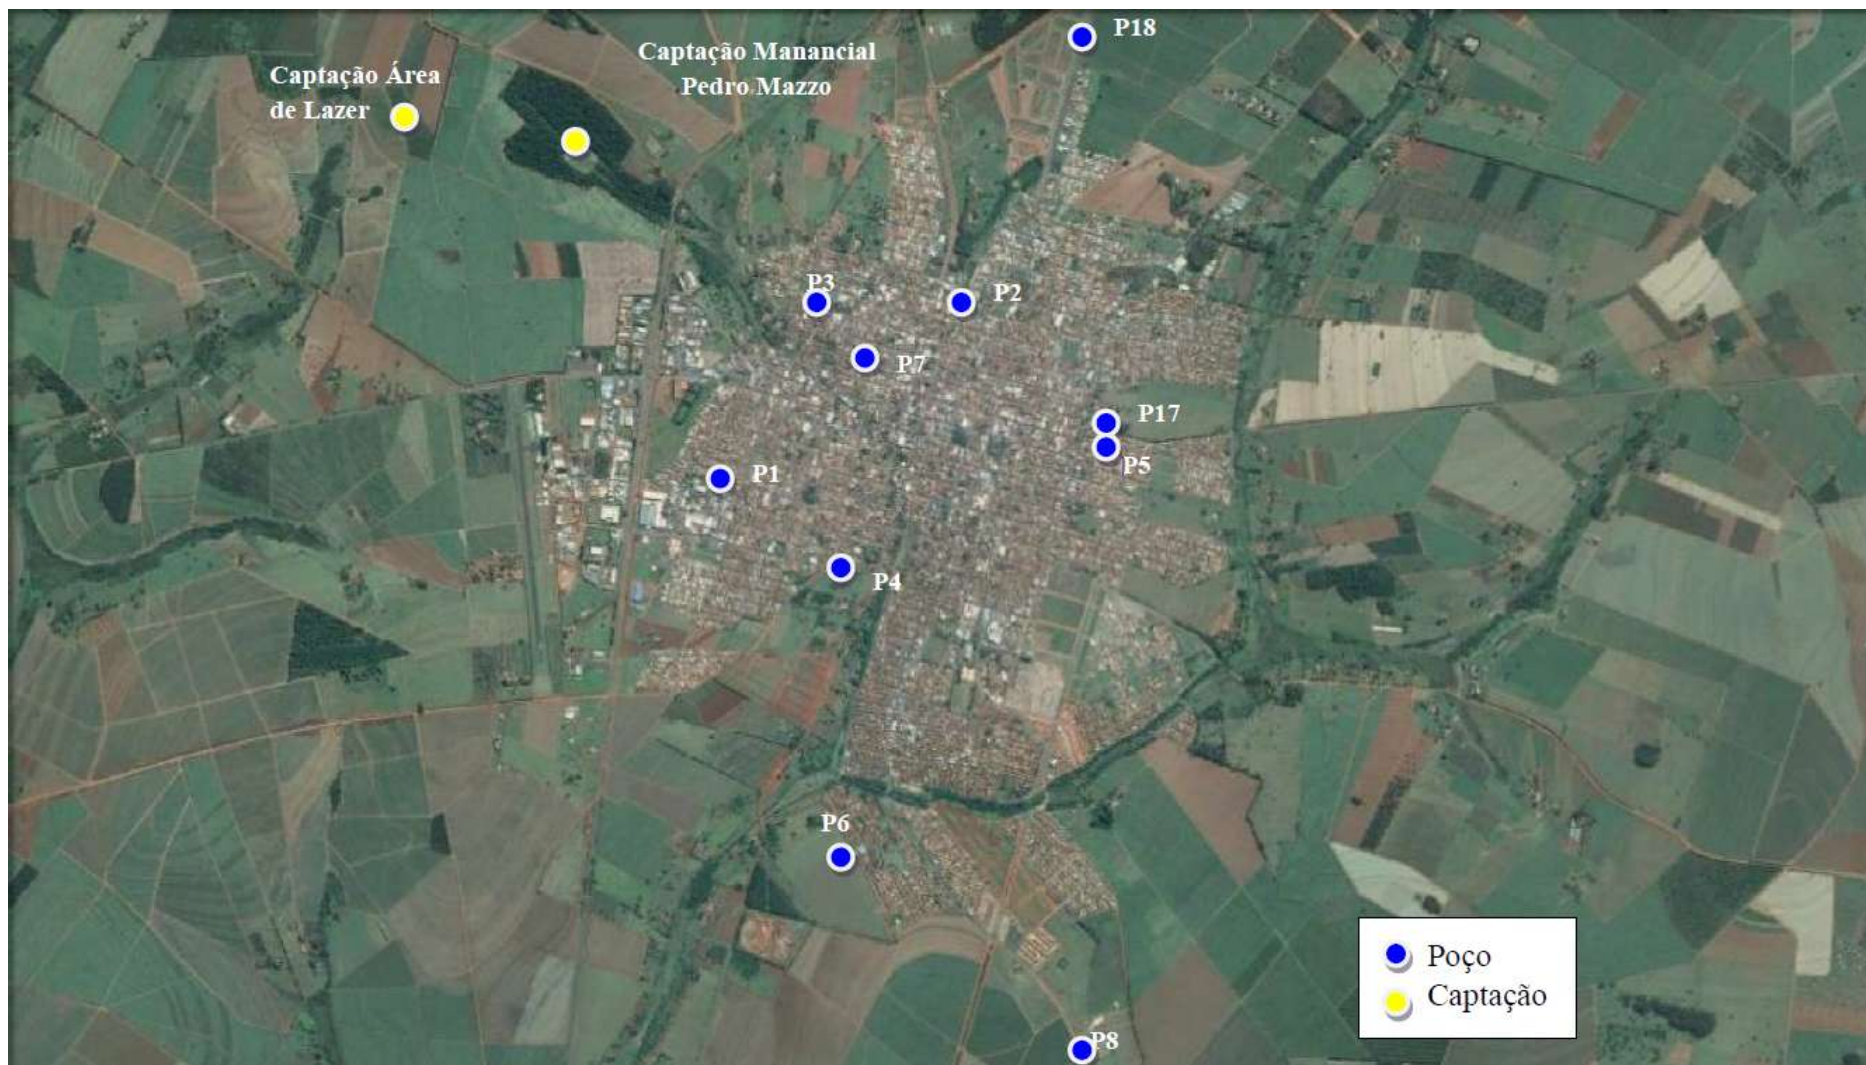 P18
Captação Manancial
Pedro Mazzo
Captação Área
de Lazer
P3
P2
P7
P17
P5
P1
P4
P6
Poço
Captação
P8